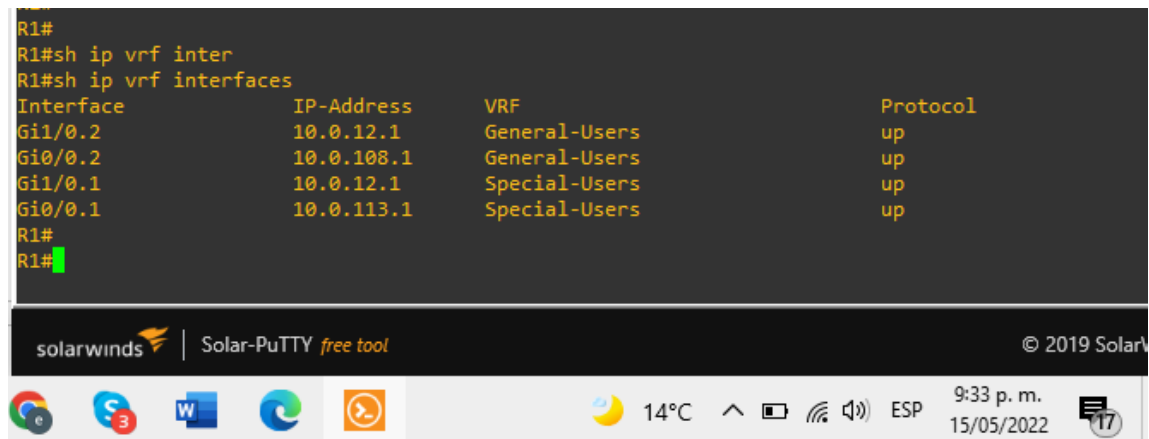 R1#
R1#sh ip vrf inter
R1#sh ip vrf interfaces
Interface IP-Address VRF Protocol
Gi1/0.2 10.0.12.1 General-Users up
Gi0/0.2 10.0.108.1 General-Users up
Gi1/0.1 10.0.12.1 Special-Users up
Gi0/0.1 10.0.113.1 Special-Users up
R1#
R1#
solarwinds | Solar-PuTTY free tool © 2019 Solar
14°C ESP 9:33 p. m.
15/05/2022
3
17